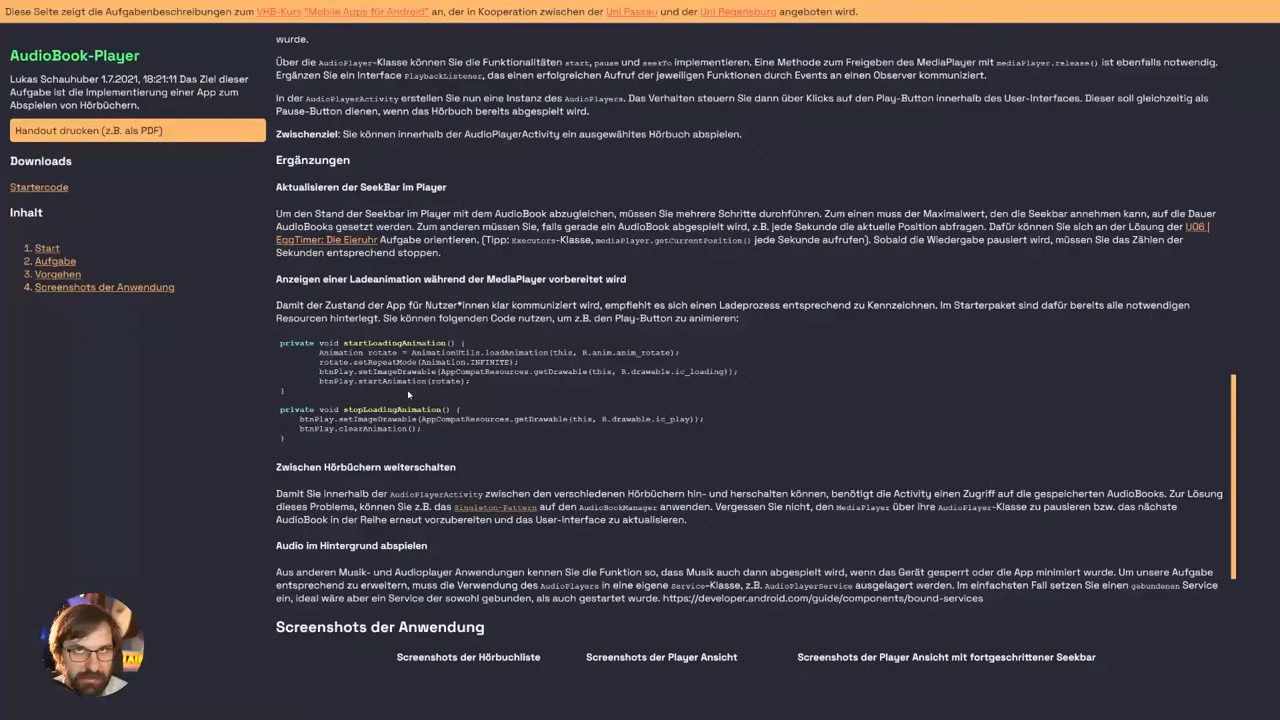 Diese Seite zeigt die Aufgabenbeschreibungen zum VHB-Kurs "Mobile Apps für Android" an, der in Kooperation zwischen der Uni Passau und der Uni Regensburg angeboten wird.
AudioBook-Player
Lukas Schauhuber 1.7.2021, 18:21:11 Das Ziel dieser
Aufgabe ist die Implementierung einer App zum
Abspielen von Hörbüchern.
Handout drucken (z.B. als PDF)
Downloads
Startercode
Inhalt
1. Start
2. Aufgabe
3. Vorgehen
4. Screenshots der Anwendung
wurde.
Über die AudioPlayer-Klasse können Sie die Funktionalitäten start, pause und seekTo implementieren. Eine Methode zum Freigeben des MediaPlayer mit mediaPlayer.release() ist ebenfalls notwendig.
Ergänzen Sie ein Interface PlaybackListener, das einen erfolgreichen Aufruf der jeweiligen Funktionen durch Events an einen Observer kommuniziert.
In der AudioPlayerActivity erstellen Sie nun eine Instanz des AudioPlayers. Das Verhalten steuern Sie dann über Klicks auf den Play-Button innerhalb des User-Interfaces. Dieser soll gleichzeitig als
Pause-Button dienen, wenn das Hörbuch bereits abgespielt wird.
Zwischenziel: Sie können innerhalb der AudioPlayerActivity ein ausgewähltes Hörbuch abspielen.
Ergänzungen
Aktualisieren der SeekBar im Player
Um den Stand der Seekbar im Player mit dem AudioBook abzugleichen, müssen Sie mehrere Schritte durchführen. Zum einen muss der Maximalwert, den die Seekbar annehmen kann, auf die Dauer
AudioBooks gesetzt werden. Zum anderen müssen Sie, falls gerade ein AudioBook abgespielt wird, z.B. jede Sekunde die aktuelle Position abfragen. Dafür können Sie sich an der Lösung der U06 |
EggTimer: Die Eieruhr Aufgabe orientieren. (Tipp: Executors-Klasse, mediaPlayer.getCurrentPosition() jede Sekunde aufrufen). Sobald die Wiedergabe pausiert wird, müssen Sie das Zählen der
Sekunden entsprechend stoppen.
Anzeigen einer Ladeanimation während der MediaPlayer vorbereitet wird
Damit der Zustand der App für Nutzer*innen klar kommuniziert wird, empfiehlt es sich einen Ladeprozess entsprechend zu Kennzeichnen. Im Starterpaket sind dafür bereits alle notwendigen
Resourcen hinterlegt. Sie können folgenden Code nutzen, um z.B. den Play-Button zu animieren:
private void startLoadingAnimation() {
Animation rotate = AnimationUtils.loadAnimation(this, R.anim.anim_rotate);
rotate.setRepeatMode(Animation.INFINITE);
btnPlay.setImageDrawable(AppCompatResources.getDrawable(this, R.drawable.ic_loading));
btnPlay.startAnimation(rotate);
}
private void stopLoadingAnimation() {
btnPlay.setImageDrawable(AppCompatResources.getDrawable(this, R.drawable.ic_play));
btnPlay.clearAnimation();
}
Zwischen Hörbüchern weiterschalten
Damit Sie innerhalb der AudioPlayerActivity zwischen den verschiedenen Hörbüchern hin- und herschalten können, benötigt die Activity einen Zugriff auf die gespeicherten AudioBooks. Zur Lösung
dieses Problems, können Sie z.B. das Singleton-Pattern auf den AudioBookManager anwenden. Vergessen Sie nicht, den MediaPlayer über ihre AudioPlayer-Klasse zu pausieren bzw. das nächste
AudioBook in der Reihe erneut vorzubereiten und das User-Interface zu aktualisieren.
Audio im Hintergrund abspielen
Aus anderen Musik- und Audioplayer Anwendungen kennen Sie die Funktion so, dass Musik auch dann abgespielt wird, wenn das Gerät gesperrt oder die App minimiert wurde. Um unsere Aufgabe
entsprechend zu erweitern, muss die Verwendung des AudioPlayers in eine eigene Service-Klasse, z.B. AudioPlayerService ausgelagert werden. Im einfachsten Fall setzen Sie einen gebundenen Service
ein, ideal wäre aber ein Service der sowohl gebunden, als auch gestartet wurde. https://developer.android.com/guide/components/bound-services
Screenshots der Anwendung
Screenshots der Hörbuchliste
Screenshots der Player Ansicht
Screenshots der Player Ansicht mit fortgeschrittener Seekbar